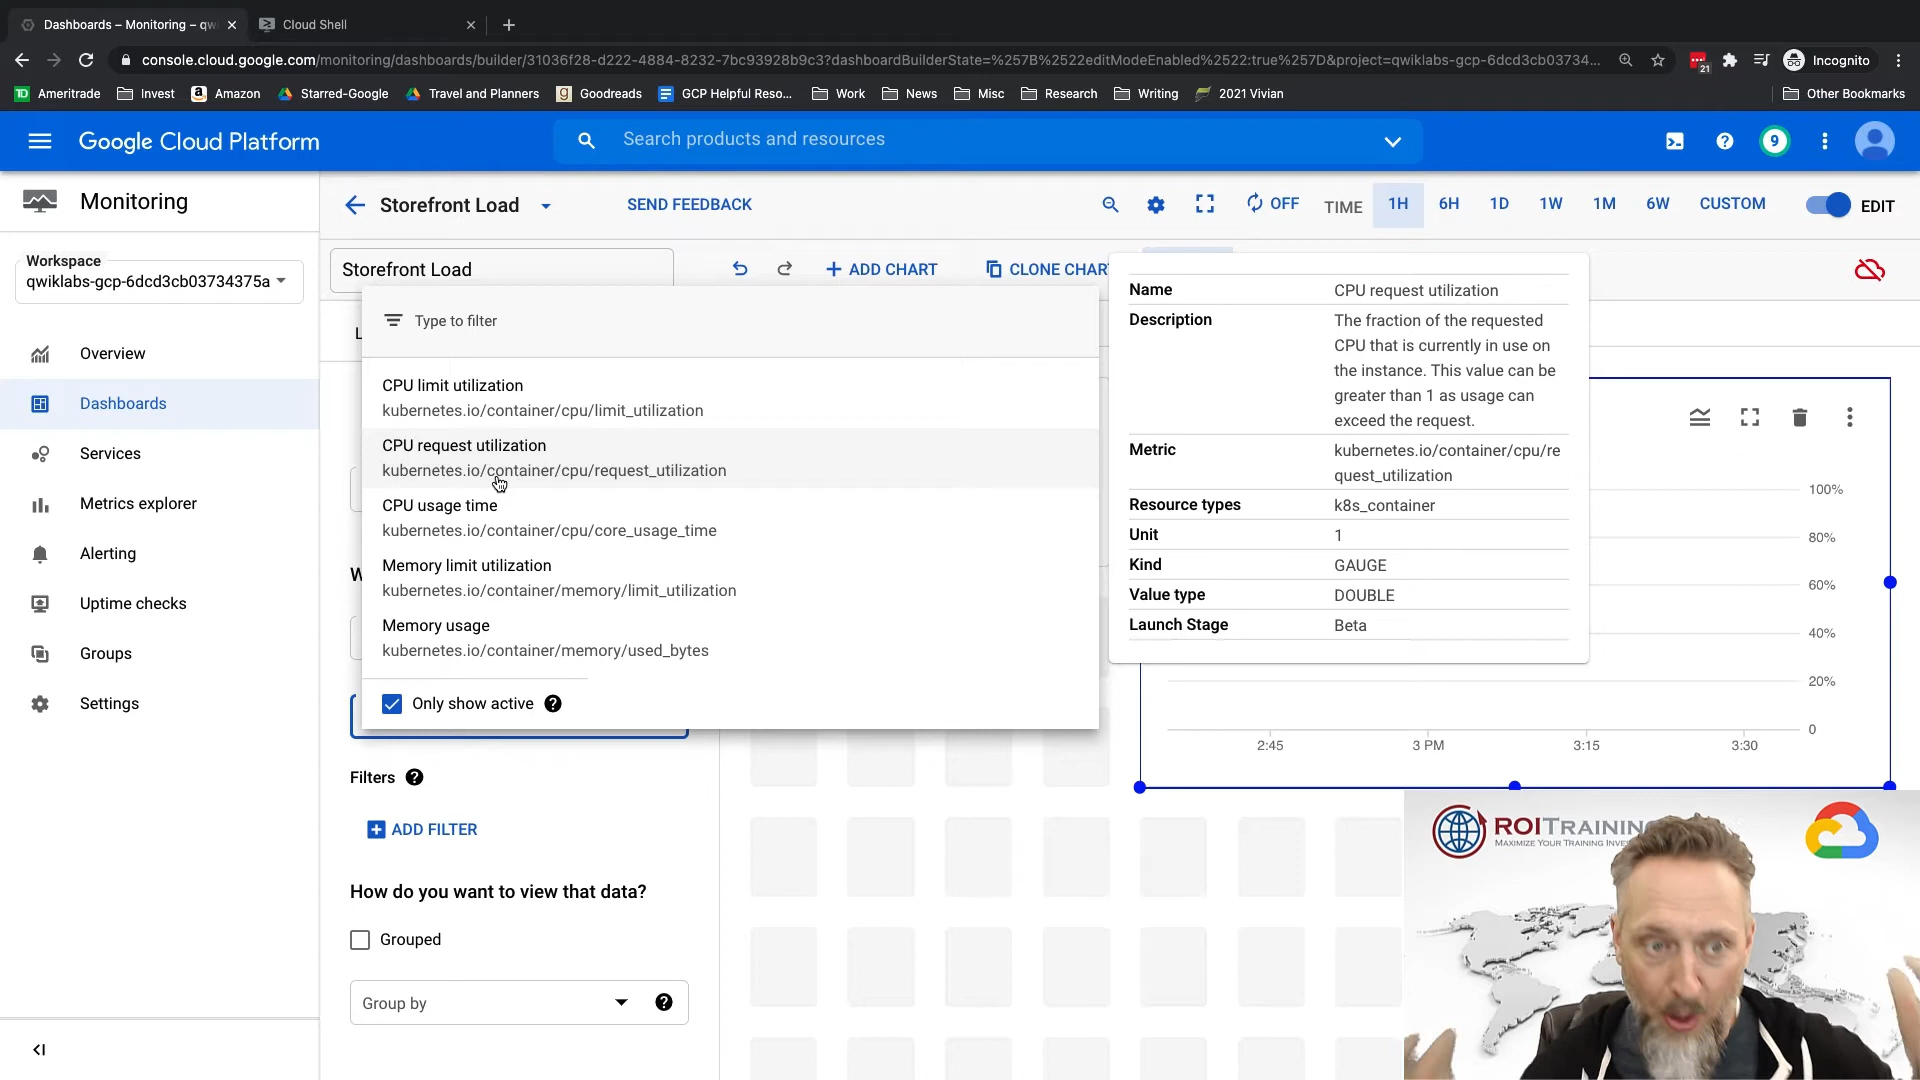 Dashboards – Monitoring – qw
Cloud Shell
console.cloud.google.com/monitoring/dashboards/builder/31036f28-d222-4884-8232-7bc93928b9c3?dashboardBuilderState=%257B%2522editModeEnabled%2522:true%257D&project=qwiklabs-gcp-6dcd3cb03734...
21
Incognito
TD Ameritrade
Invest
Amazon
Starred-Google
Travel and Planners
Goodreads
GCP Helpful Reso...
Work
News
Misc
Research
Writing
2021 Vivian
Other Bookmarks
Google Cloud Platform
Search products and resources
9
Monitoring
Storefront Load
SEND FEEDBACK
OFF
TIME
1H
6H
1D
1W
1M
6W
CUSTOM
EDIT
Workspace
qwiklabs-gcp-6dcd3cb03734375a
Storefront Load
ADD CHART
CLONE CHAR
Overview
Dashboards
Services
Metrics explorer
Alerting
Uptime checks
Groups
Settings
Type to filter
CPU limit utilization
kubernetes.io/container/cpu/limit_utilization
CPU request utilization
kubernetes.io/container/cpu/request_utilization
CPU usage time
kubernetes.io/container/cpu/core_usage_time
Memory limit utilization
kubernetes.io/container/memory/limit_utilization
Memory usage
kubernetes.io/container/memory/used_bytes
Only show active
Name CPU request utilization
Description The fraction of the requested
CPU that is currently in use on
the instance. This value can be
greater than 1 as usage can
exceed the request.
Metric kubernetes.io/container/cpu/re
quest_utilization
Resource types k8s_container
Unit 1
Kind GAUGE
Value type DOUBLE
Launch Stage Beta
100%
80%
60%
40%
20%
0
2:45
3 PM
3:15
3:30
Filters
ADD FILTER
How do you want to view that data?
Grouped
Group by
ROITRAINING
MAXIMIZE YOUR TRAINING INVE